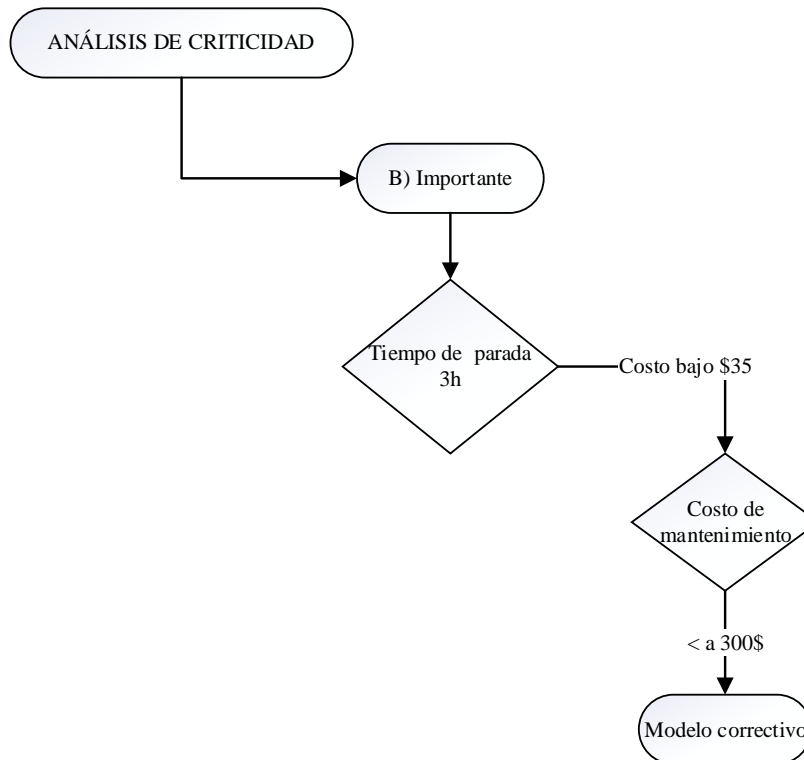 ANÁLISIS DE CRITICIDAD
B) Importante
Tiempo de parada
3h
Costo bajo $35
Costo de
mantenimiento
< a 300$
Modelo correctivo